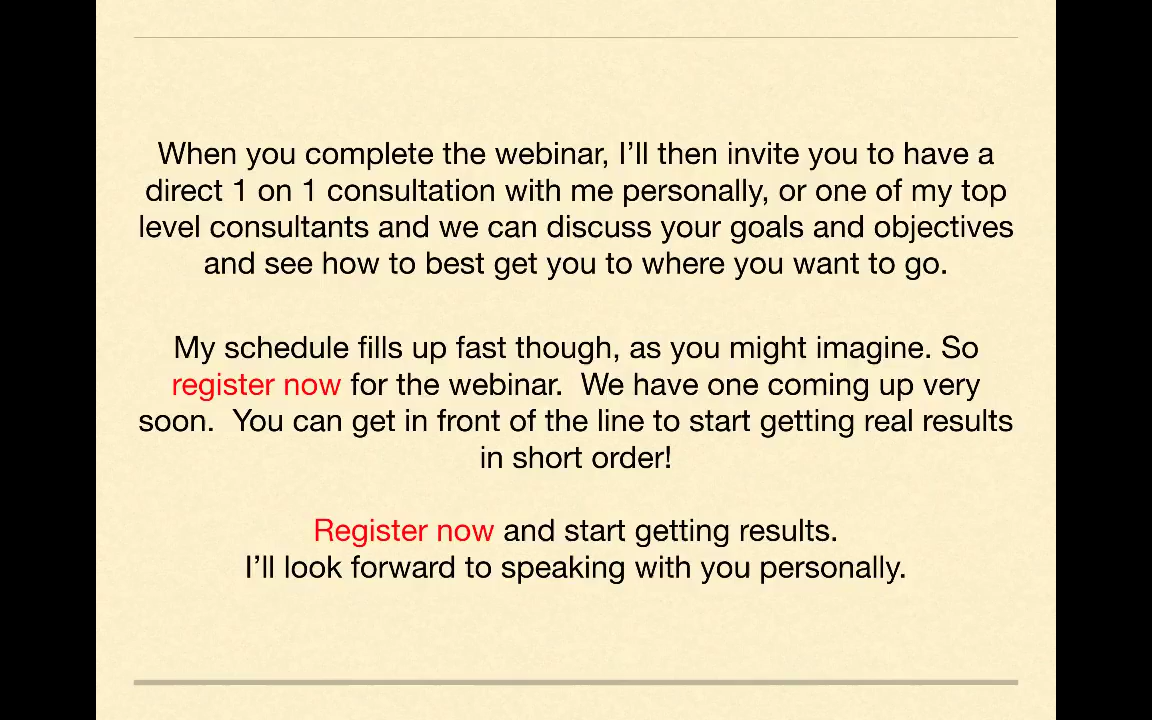 When you complete the webinar, I’ll then invite you to have a
direct 1 on 1 consultation with me personally, or one of my top
level consultants and we can discuss your goals and objectives
and see how to best get you to where you want to go.
My schedule fills up fast though, as you might imagine. So
register now for the webinar.  We have one coming up very
soon.  You can get in front of the line to start getting real results
in short order!
Register now and start getting results.
I’ll look forward to speaking with you personally.